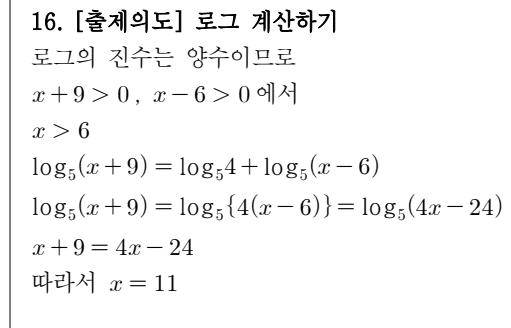 16. [출제의도] 로그 계산하기
로그의 진수는 양수이므로
x+9 > 0, x-6 > 0에서
x > 6
log₅(x+9) = log₅4+log₅(x-6)
log₅(x+9) = log₅{4(x-6)} = log₅(4x-24)
x+9 = 4x-24
따라서 x = 11